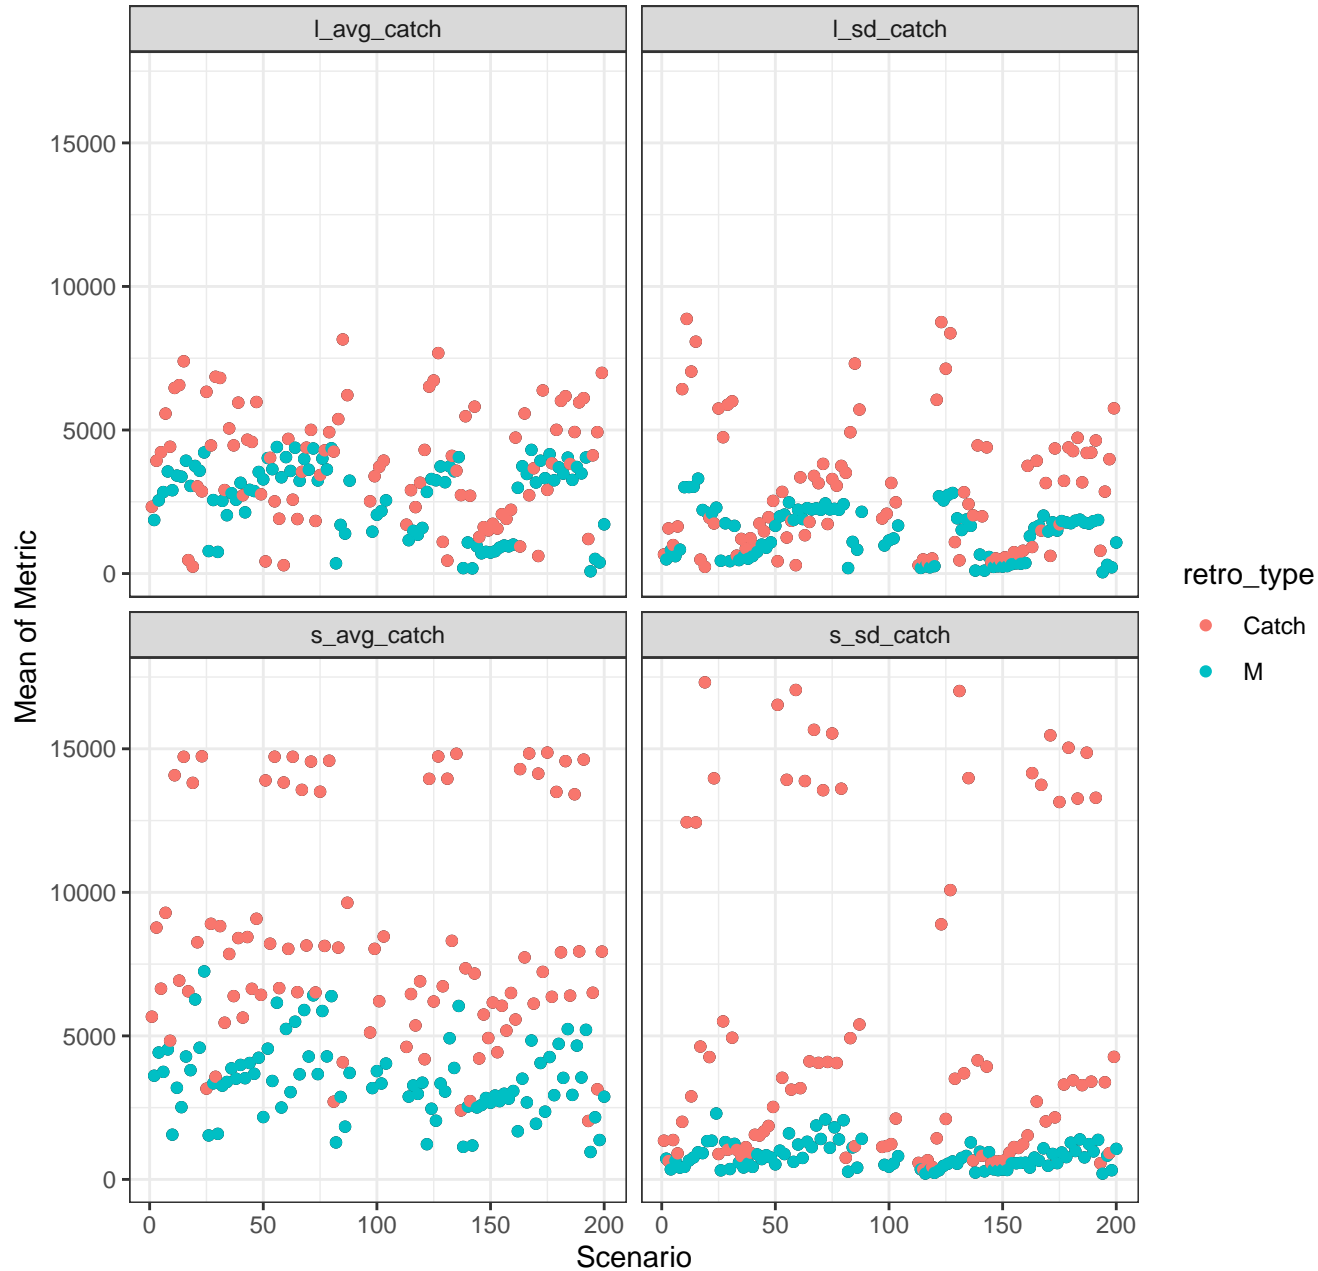 l_avg_catch
l_sd_catch
15000
10000
5000
0
s_avg_catch
s_sd_catch
15000
10000
5000
0
0 50 100 150 200
0 50 100 150 200
Scenario
Mean of Metric
retro_type
Catch
M